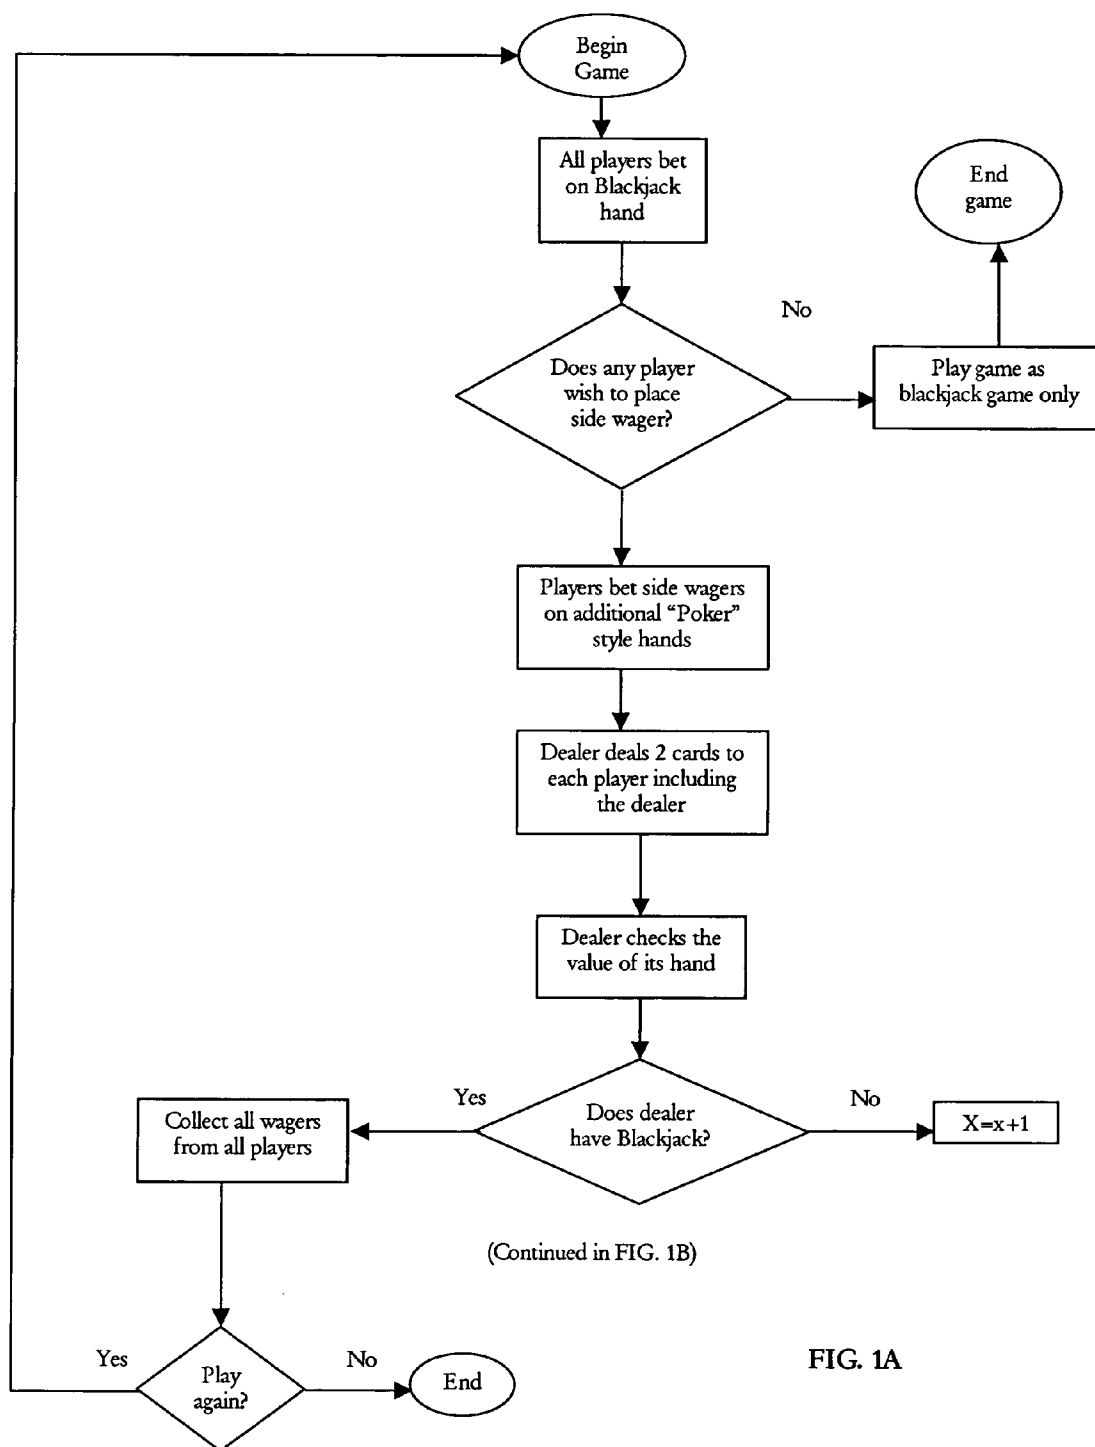 Begin
Game
All players bet
on Blackjack
hand
End
game
No
Does any player
wish to place
side wager?
Play game as
blackjack game only
Players bet side wagers
on additional “Poker”
style hands
Dealer deals 2 cards to
each player including
the dealer
Dealer checks the
value of its hand
Yes
Does dealer
have Blackjack?
No
X=x+1
Collect all wagers
from all players
(Continued in FIG. 1B)
Yes
Play
again?
No
End
FIG. 1A